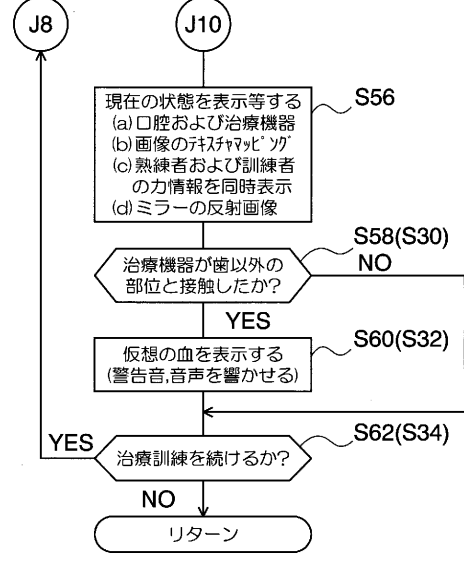 J8
J10
現在の状態を表示等する
(a)口腔および治療機器
(b)画像のﾃｷｽﾁｬﾏｯﾋﾟﾝｸﾞ
(c)熟練者および訓練者
の力情報を同時表示
(d)ミラーの反射画像
S56
治療機器が歯以外の
部位と接触したか?
S58(S30)
NO
YES
仮想の血を表示する
(警告音,音声を響かせる)
S60(S32)
治療訓練を続けるか?
S62(S34)
YES
NO
リターン